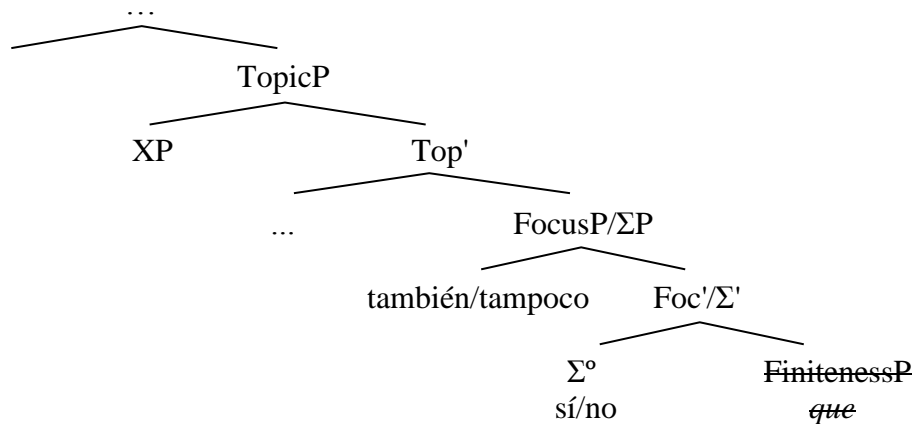 …
TopicP
XP Top'
... FocusP/ΣP
también/tampoco Foc'/Σ'
Σº FinitenessP
sí/no que